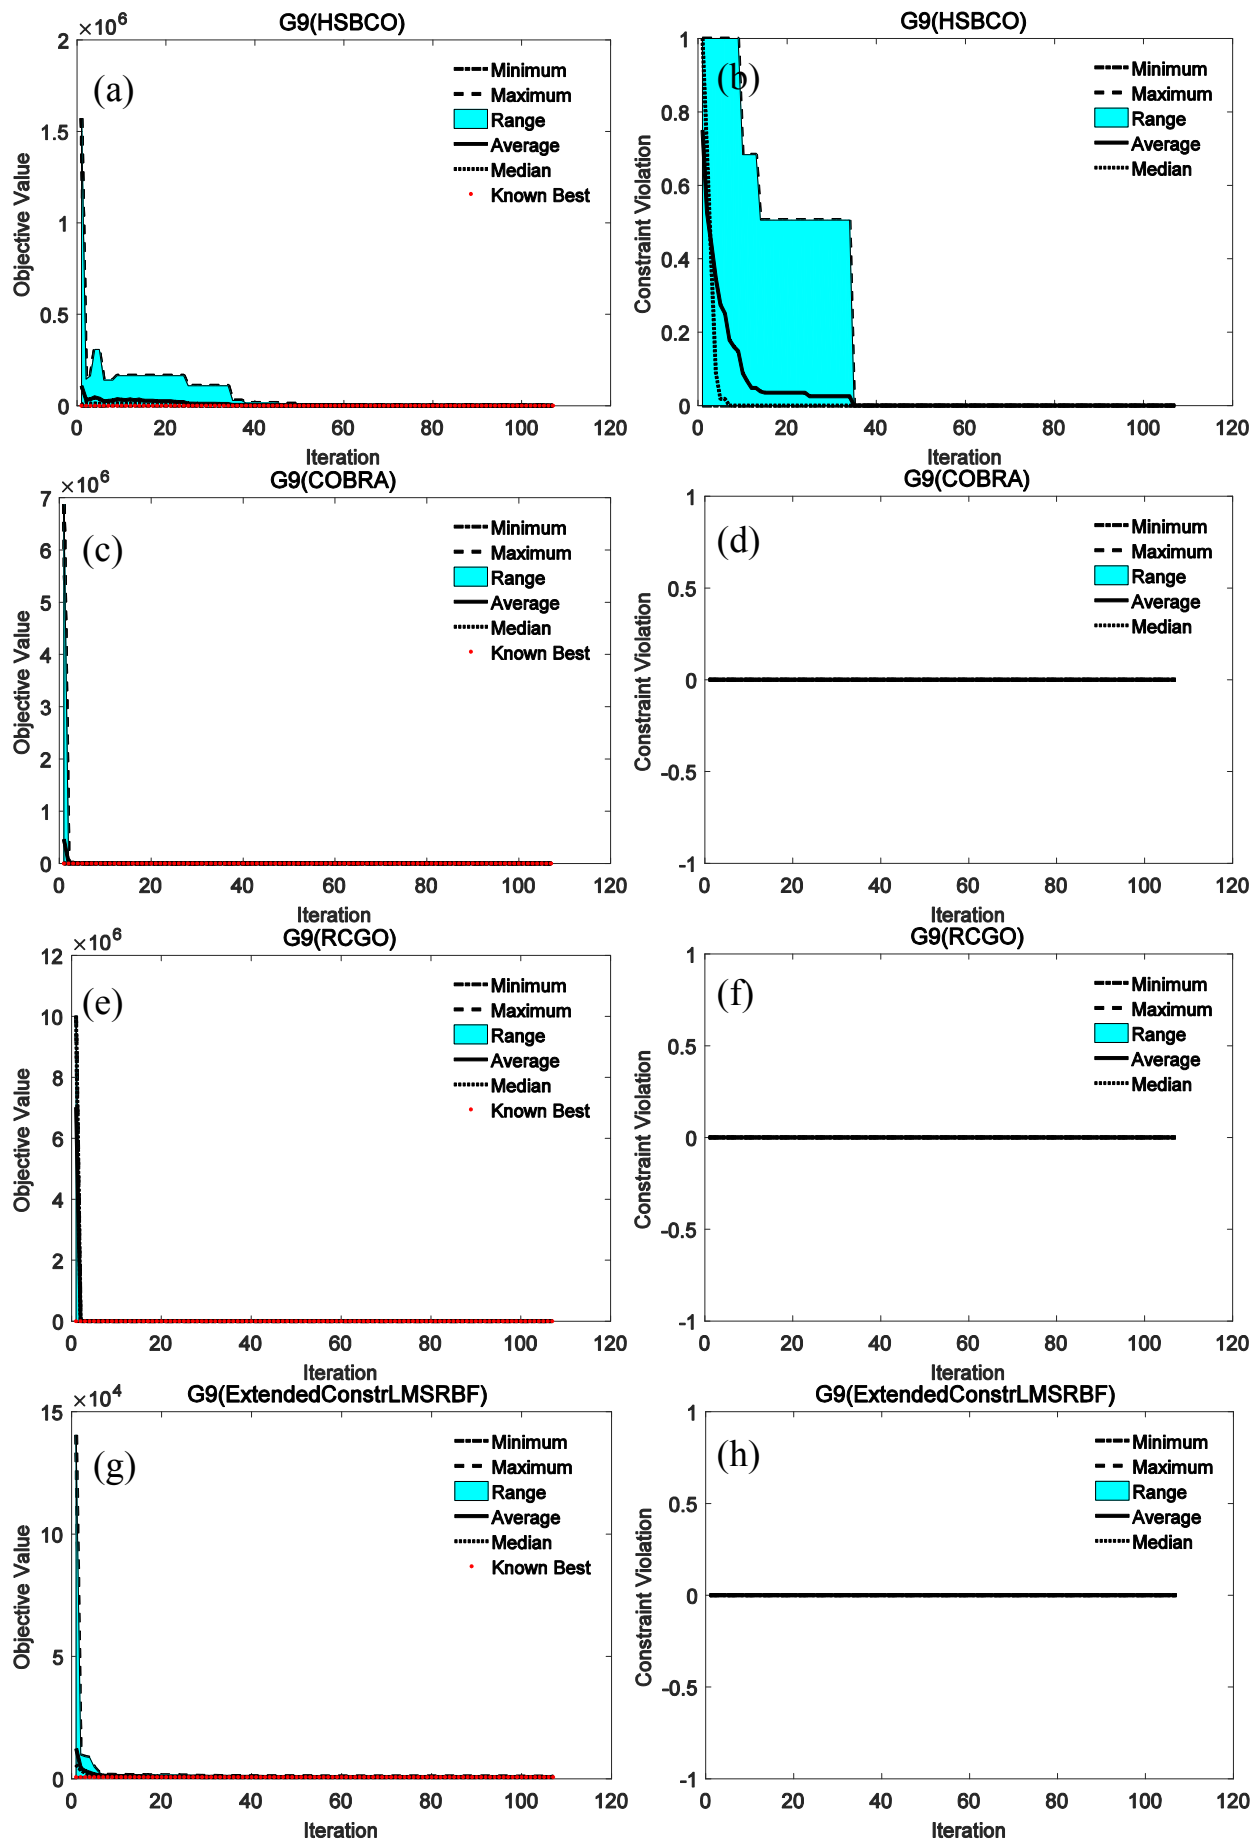 G9(HSBCO)
×10^6
(a)
Minimum
Maximum
Range
Average
Median
Known Best
Objective Value
2
1.5
1
0.5
0
0 20 40 60 80 100 120
Iteration
G9(HSBCO)
(b)
Minimum
Maximum
Range
Average
Median
Constraint Violation
1
0.8
0.6
0.4
0.2
0
0 20 40 60 80 100 120
Iteration
G9(COBRA)
×10^6
(c)
Minimum
Maximum
Range
Average
Median
Known Best
Objective Value
7
6
5
4
3
2
1
0
0 20 40 60 80 100 120
Iteration
G9(COBRA)
(d)
Minimum
Maximum
Range
Average
Median
Constraint Violation
1
0.5
0
-0.5
-1
0 20 40 60 80 100 120
Iteration
G9(RCGO)
×10^6
(e)
Minimum
Maximum
Range
Average
Median
Known Best
Objective Value
12
10
8
6
4
2
0
0 20 40 60 80 100 120
Iteration
G9(RCGO)
(f)
Minimum
Maximum
Range
Average
Median
Constraint Violation
1
0.5
0
-0.5
-1
0 20 40 60 80 100 120
Iteration
G9(ExtendedConstrLMSRBF)
×10^4
(g)
Minimum
Maximum
Range
Average
Median
Known Best
Objective Value
15
10
5
0
0 20 40 60 80 100 120
Iteration
G9(ExtendedConstrLMSRBF)
(h)
Minimum
Maximum
Range
Average
Median
Constraint Violation
1
0.5
0
-0.5
-1
0 20 40 60 80 100 120
Iteration